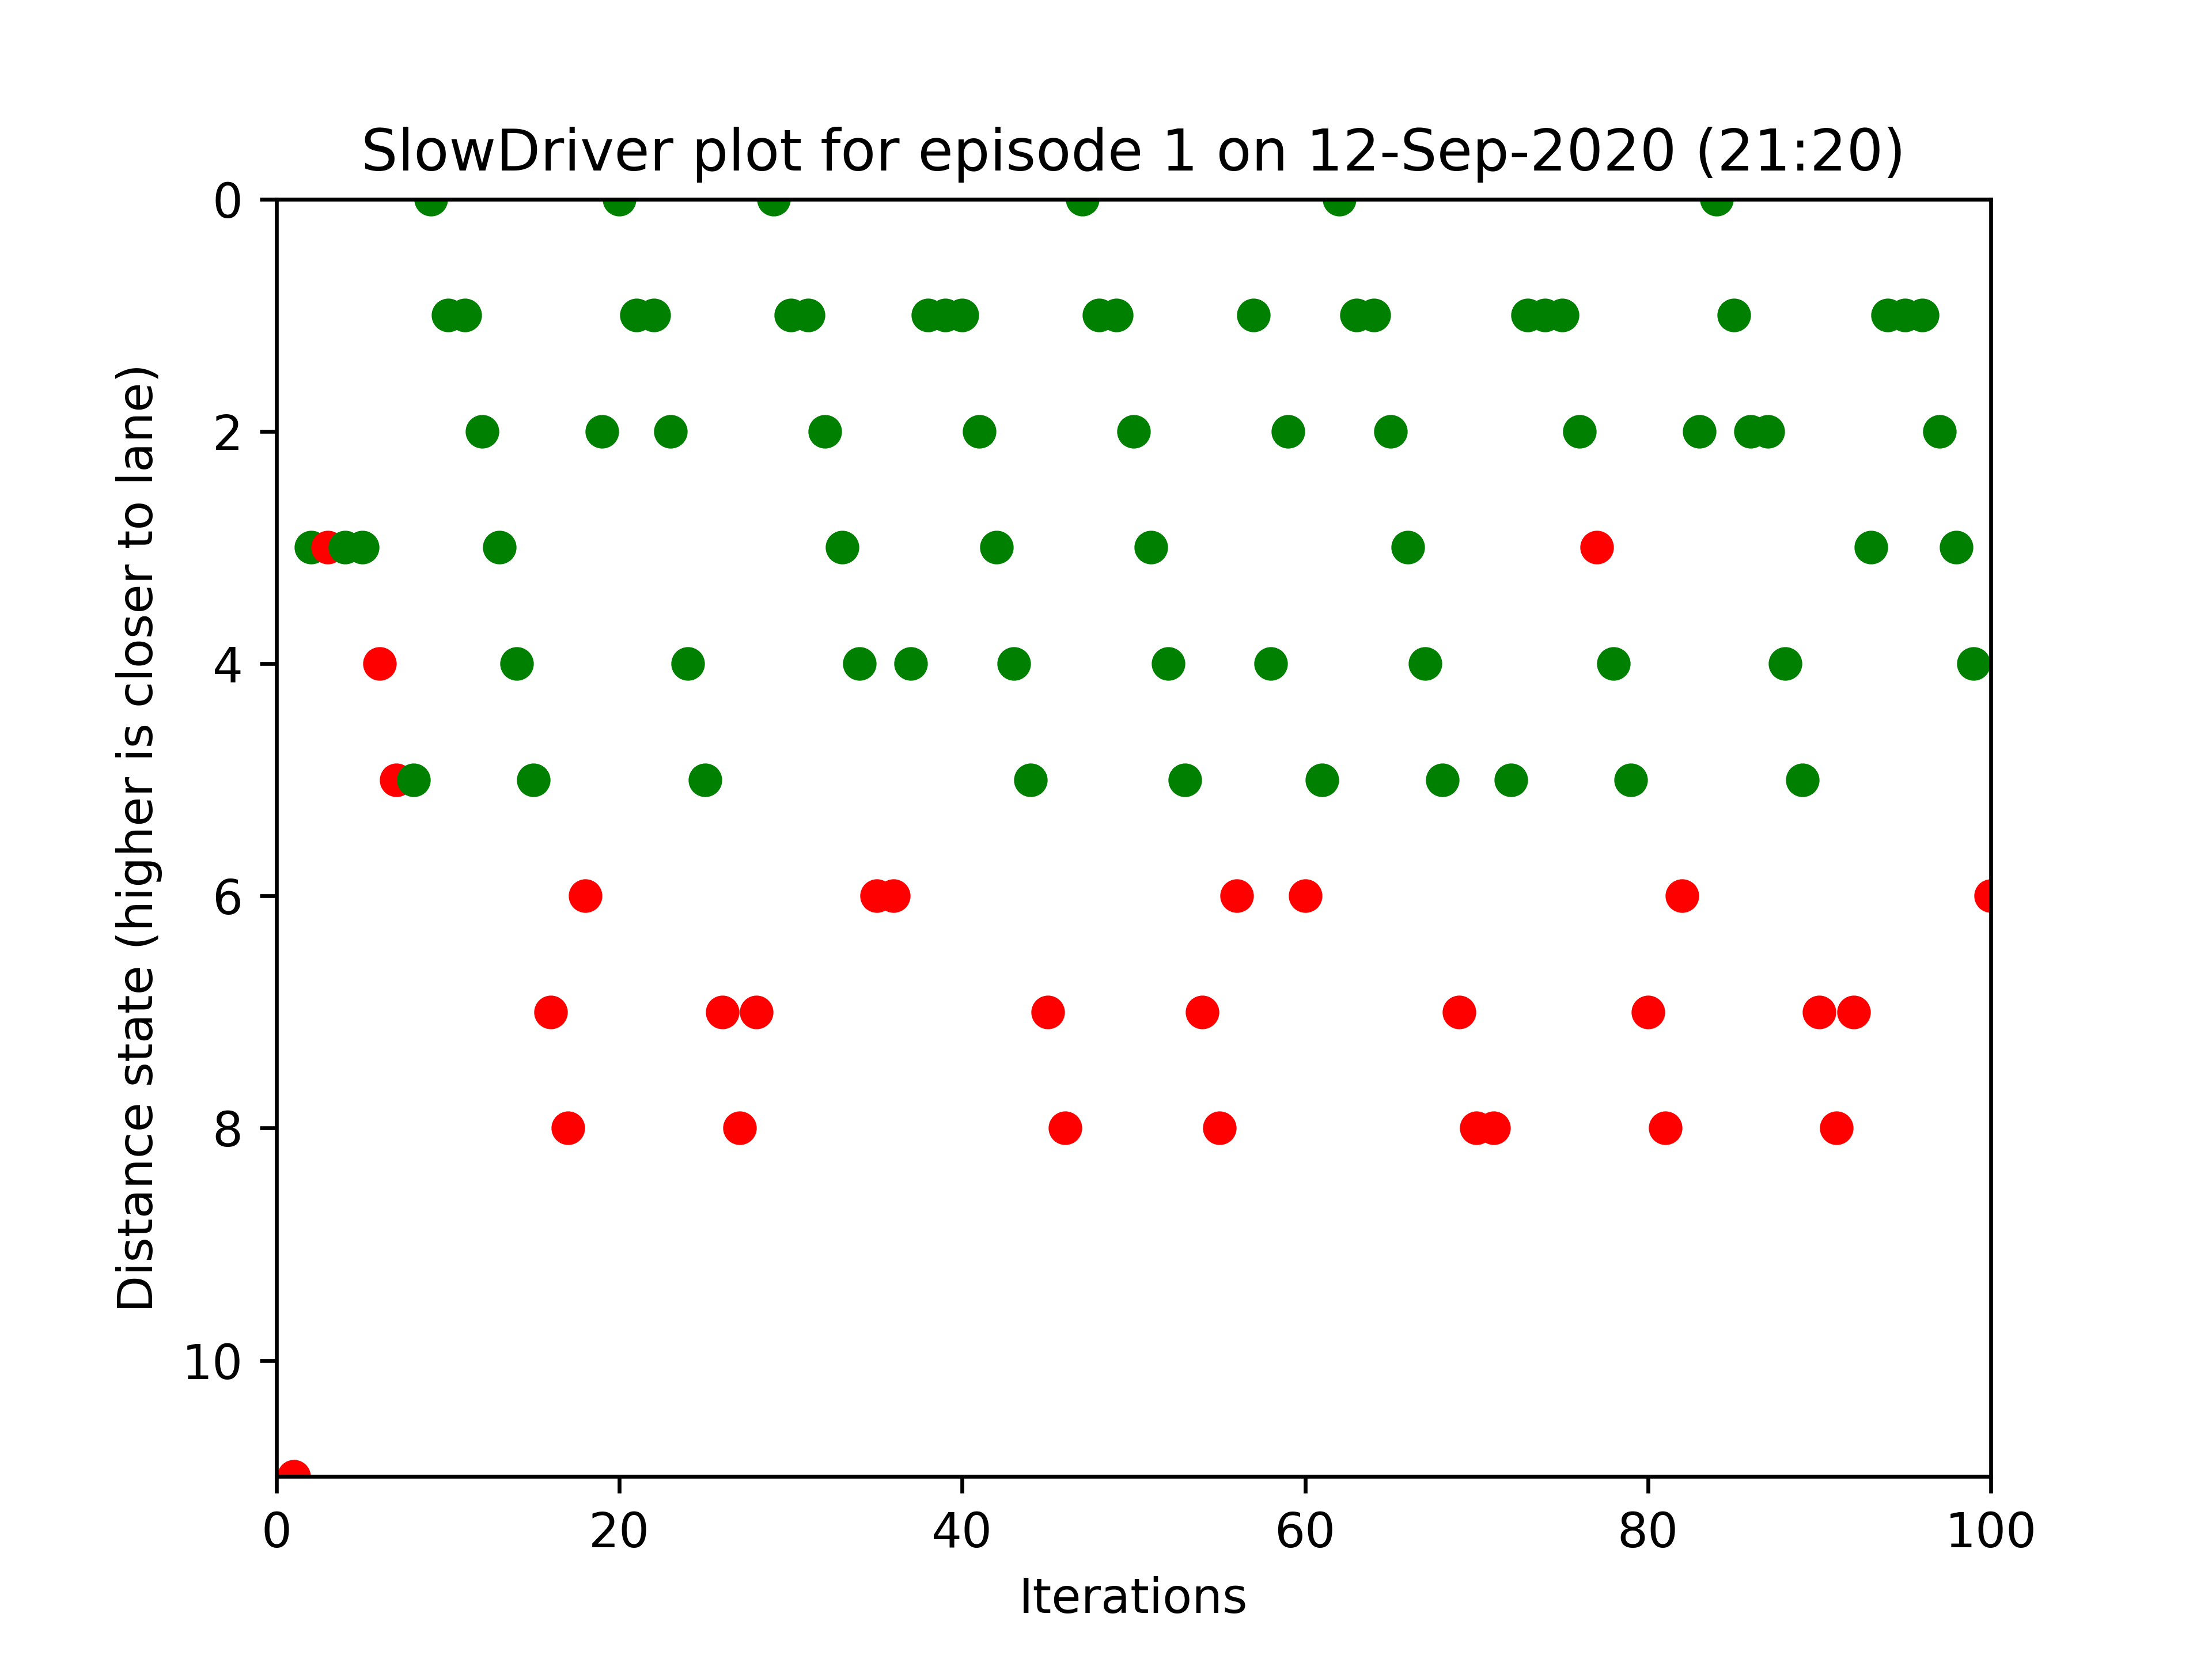 SlowDriver plot for episode 1 on 12-Sep-2020 (21:20)
Distance state (higher is closer to lane)
0
2
4
6
8
10
0 20 40 60 80 100
Iterations